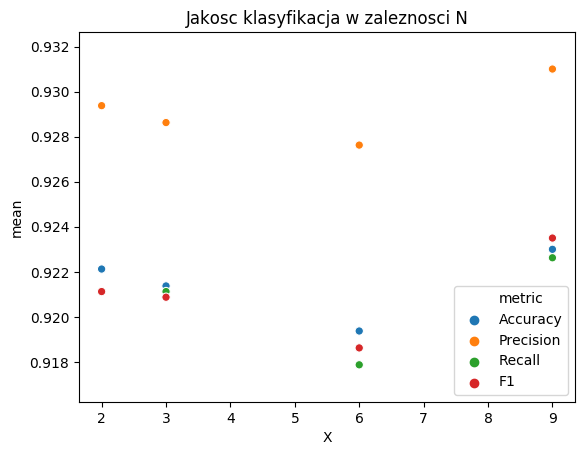 Jakosc klasyfikacja w zaleznosci N
mean
0.932
0.930
0.928
0.926
0.924
0.922
0.920
0.918
metric
Accuracy
Precision
Recall
F1
2 3 4 5 6 7 8 9
X